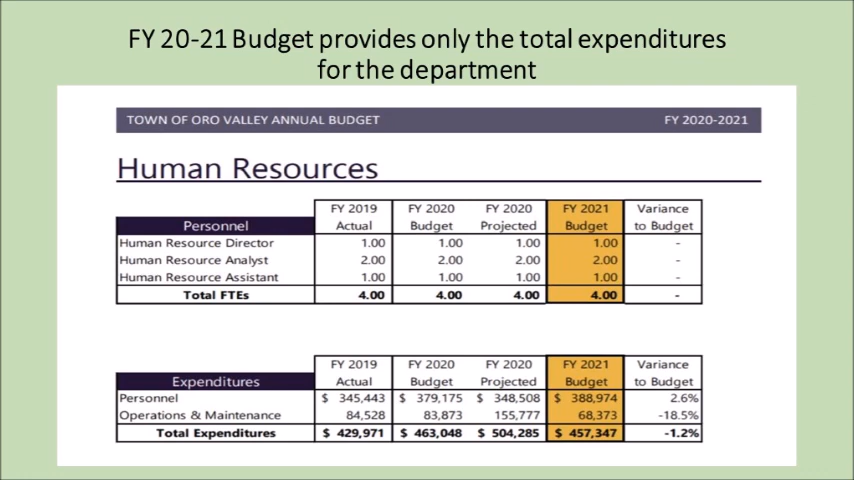 FY 20-21 Budget provides only the total expenditures
for the department
TOWN OF ORO VALLEY ANNUAL BUDGET FY 2020-2021
Human Resources
FY 2019 FY 2020 FY 2020 FY 2021 Variance
Personnel Actual Budget Projected Budget to Budget
Human Resource Director 1.00 1.00 1.00 1.00 -
Human Resource Analyst 2.00 2.00 2.00 2.00 -
Human Resource Assistant 1.00 1.00 1.00 1.00 -
Total FTEs 4.00 4.00 4.00 4.00 -
FY 2019 FY 2020 FY 2020 FY 2021 Variance
Expenditures Actual Budget Projected Budget to Budget
Personnel $ 345,443 $ 379,175 $ 348,508 $ 388,974 2.6%
Operations & Maintenance 84,528 83,873 155,777 68,373 -18.5%
Total Expenditures $ 429,971 $ 463,048 $ 504,285 $ 457,347 -1.2%